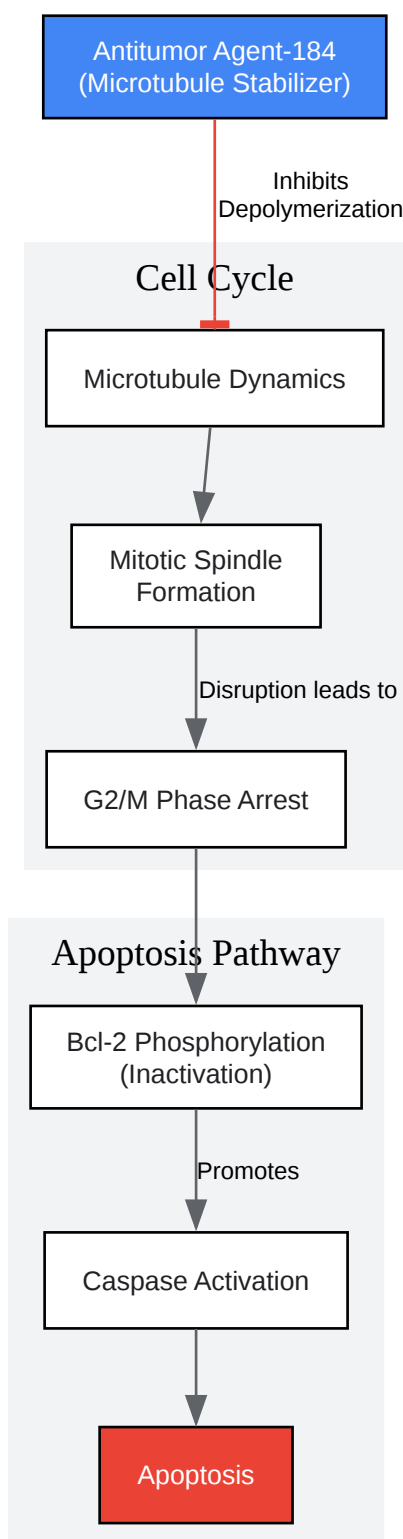 Antitumor Agent-184
(Microtubule Stabilizer)
Inhibits
Depolymerization
Cell Cycle
Microtubule Dynamics
Mitotic Spindle
Formation
Disruption leads to
G2/M Phase Arrest
Apoptosis Pathway
Bcl-2 Phosphorylation
(Inactivation)
Promotes
Caspase Activation
Apoptosis